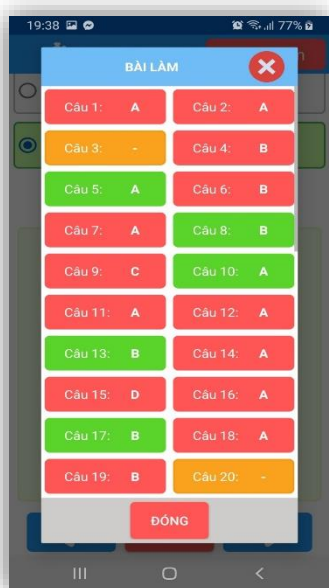 19:38 77%
BÀI LÀM
Câu 1: A Câu 2: A
Câu 3: - Câu 4: B
Câu 5: A Câu 6: B
Câu 7: A Câu 8: B
Câu 9: C Câu 10: A
Câu 11: A Câu 12: A
Câu 13: B Câu 14: A
Câu 15: D Câu 16: A
Câu 17: B Câu 18: A
Câu 19: B Câu 20: -
ĐÓNG